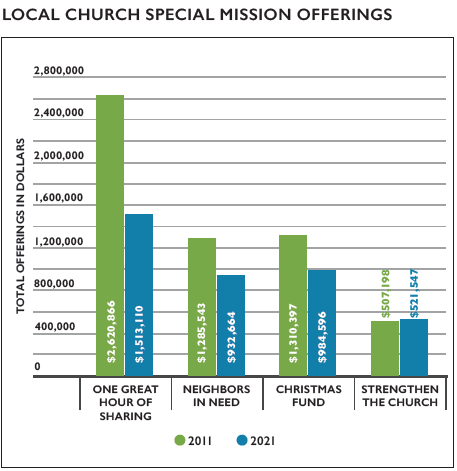 LOCAL CHURCH SPECIAL MISSION OFFERINGS
TOTAL OFFERINGS IN DOLLARS
2,800,000
2,400,000
2,000,000
1,600,000
1,200,000
800,000
400,000
0
$2,620,866
$1,513,110
$1,285,543
$932,664
$1,310,397
$984,596
$507,198
$521,547
ONE GREAT
HOUR OF
SHARING
NEIGHBORS
IN NEED
CHRISTMAS
FUND
STRENGTHEN
THE CHURCH
2011
2021